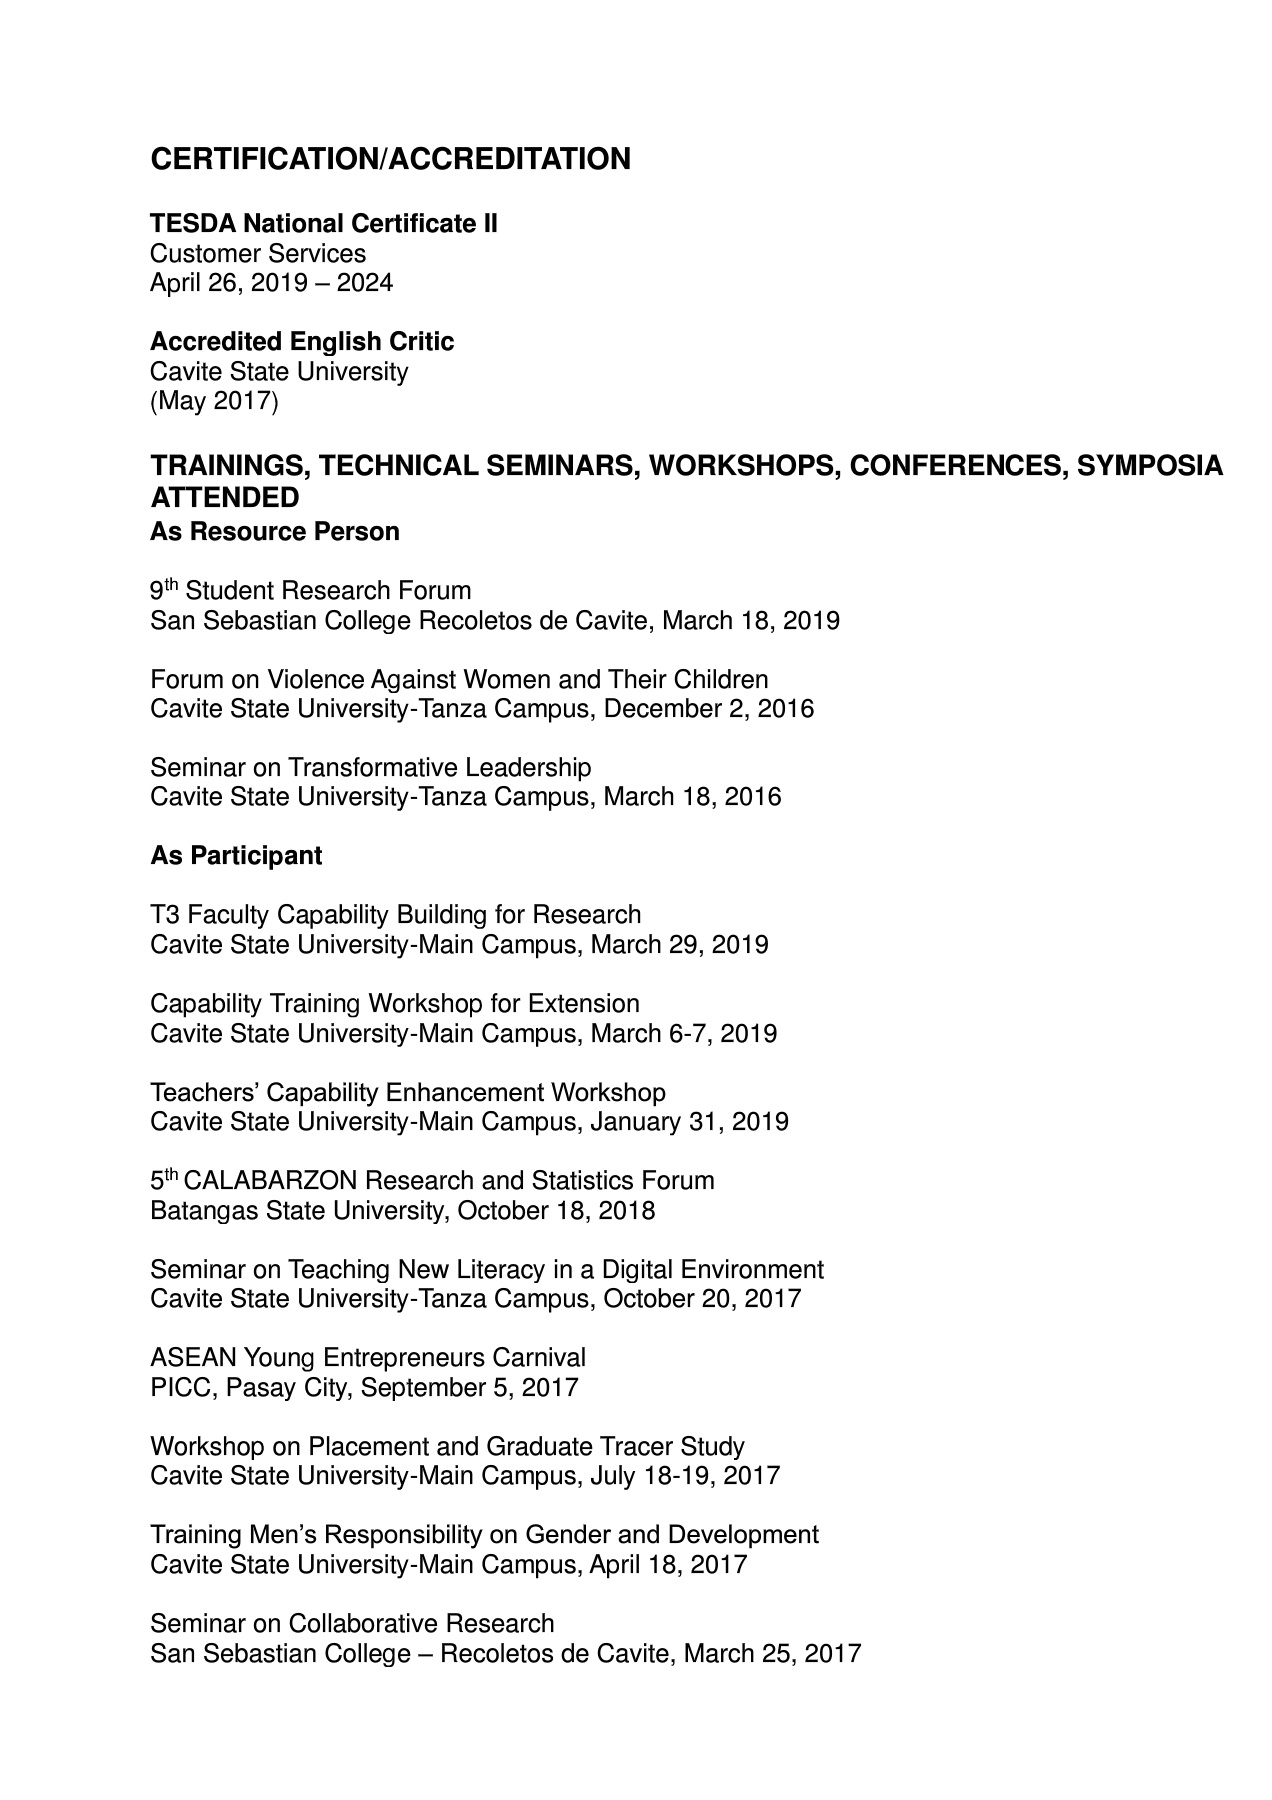 CERTIFICATION/ACCREDITATION
TESDA National Certificate II
Customer Services
April 26, 2019 – 2024
Accredited English Critic
Cavite State University
(May 2017)
TRAININGS, TECHNICAL SEMINARS, WORKSHOPS, CONFERENCES, SYMPOSIA
ATTENDED
As Resource Person
9th Student Research Forum
San Sebastian College Recoletos de Cavite, March 18, 2019
Forum on Violence Against Women and Their Children
Cavite State University-Tanza Campus, December 2, 2016
Seminar on Transformative Leadership
Cavite State University-Tanza Campus, March 18, 2016
As Participant
T3 Faculty Capability Building for Research
Cavite State University-Main Campus, March 29, 2019
Capability Training Workshop for Extension
Cavite State University-Main Campus, March 6-7, 2019
Teachers’ Capability Enhancement Workshop
Cavite State University-Main Campus, January 31, 2019
5th CALABARZON Research and Statistics Forum
Batangas State University, October 18, 2018
Seminar on Teaching New Literacy in a Digital Environment
Cavite State University-Tanza Campus, October 20, 2017
ASEAN Young Entrepreneurs Carnival
PICC, Pasay City, September 5, 2017
Workshop on Placement and Graduate Tracer Study
Cavite State University-Main Campus, July 18-19, 2017
Training Men’s Responsibility on Gender and Development
Cavite State University-Main Campus, April 18, 2017
Seminar on Collaborative Research
San Sebastian College – Recoletos de Cavite, March 25, 2017